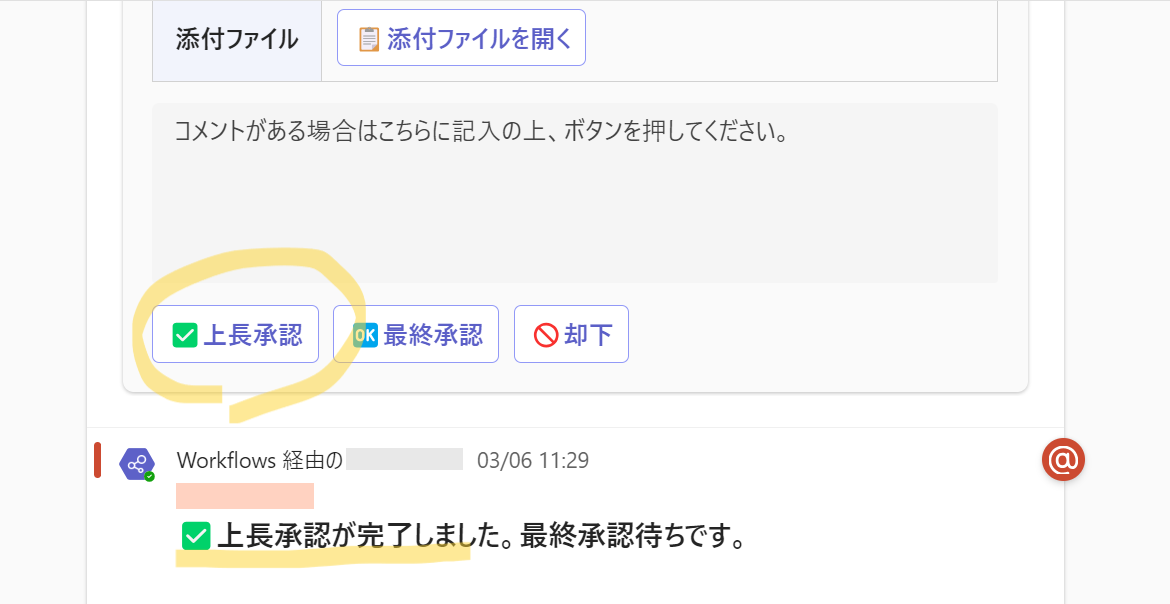 添付ファイル
📋添付ファイルを開く
コメントがある場合はこちらに記入の上、ボタンを押してください。
✅上長承認 🆗最終承認 🚫却下
Workflows 経由の 03/06 11:29
@
✅上長承認が完了しました。最終承認待ちです。